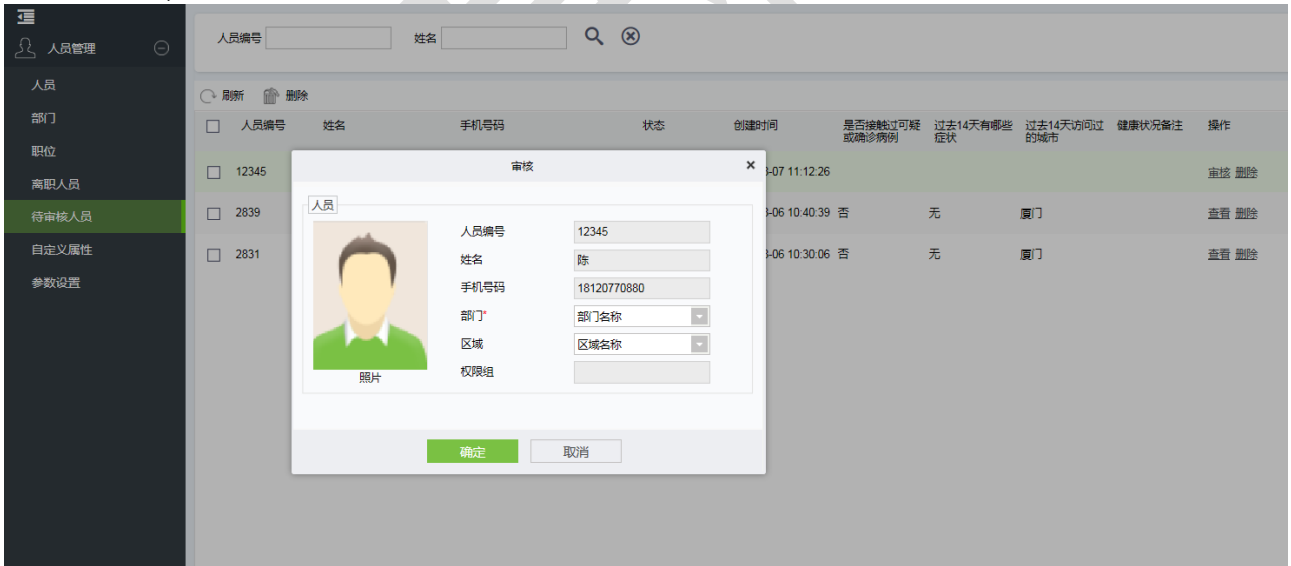 人员管理
人员
部门
职位
离职人员
待审核人员
自定义属性
参数设置
人员编号 姓名
刷新 删除
人员编号 姓名 手机号码 状态 创建时间 是否接触过可疑或确诊病例 过去14天有哪些症状 过去14天访问过的城市 健康状况备注 操作
12345 3-07 11:12:26 审核 删除
2839 3-06 10:40:39 否 无 厦门 查看 删除
2831 3-06 10:30:06 否 无 厦门 查看 删除
审核
人员
照片
人员编号 12345
姓名 陈
手机号码 18120770880
部门* 部门名称
区域 区域名称
权限组
确定 取消